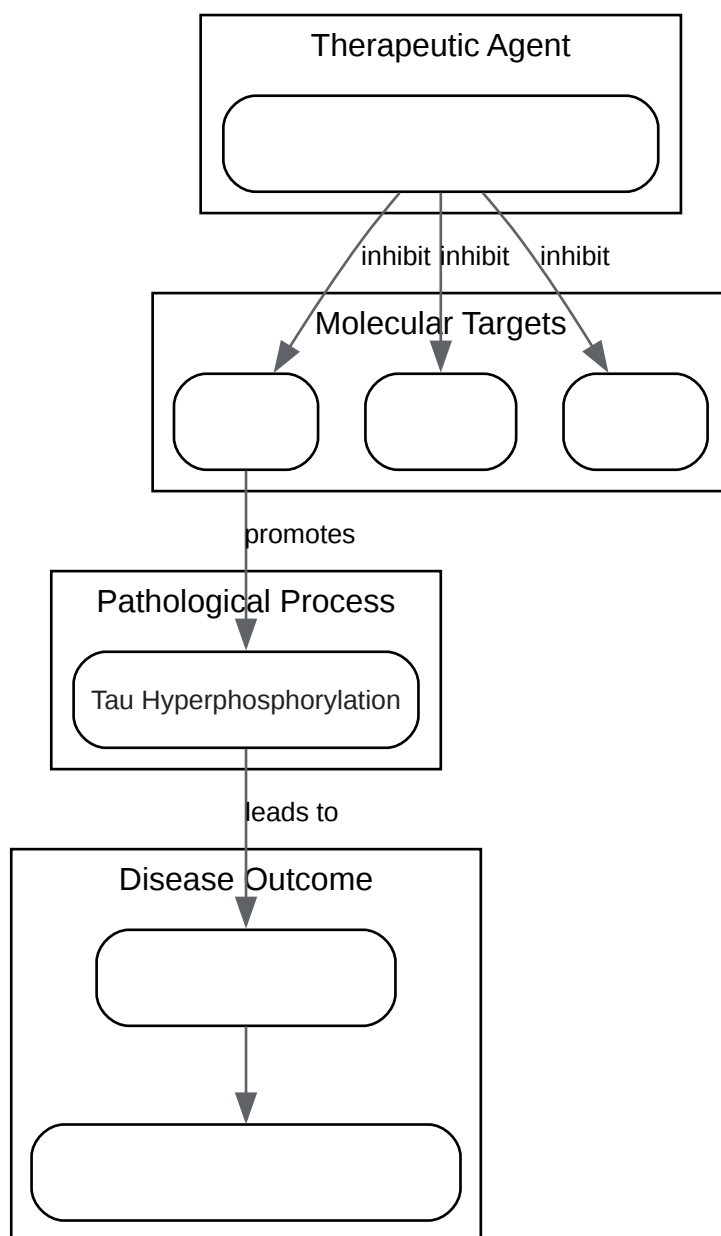 Therapeutic Agent
inhibit inhibit inhibit
Molecular Targets
promotes
Pathological Process
Tau Hyperphosphorylation
leads to
Disease Outcome